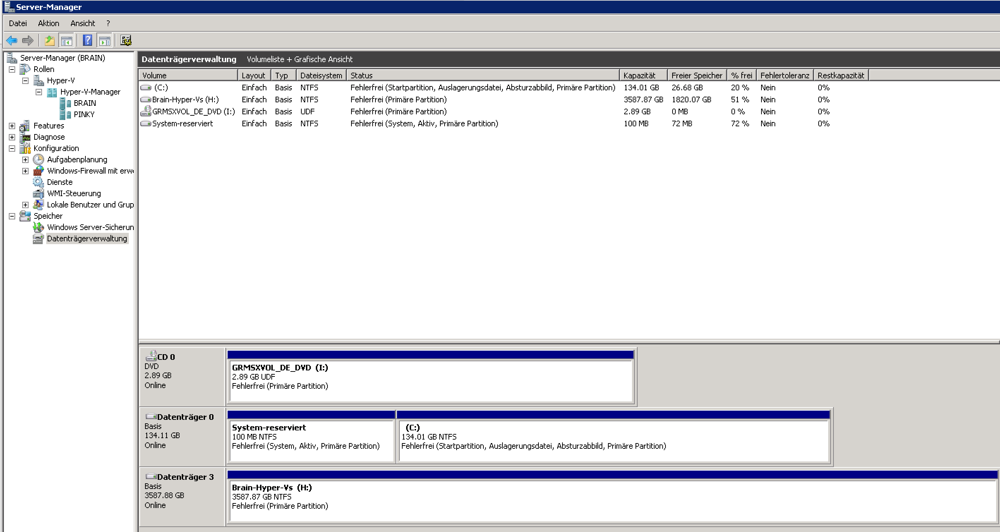 Server-Manager
Datei Aktion Ansicht ?
Server-Manager (BRAIN)
Rollen
Hyper-V
Hyper-V-Manager
BRAIN
PINKY
Features
Diagnose
Konfiguration
Aufgabenplanung
Windows-Firewall mit erw
Dienste
WMI-Steuerung
Lokale Benutzer und Grup
Speicher
Windows Server-Sicherun
Datenträgerverwaltung
Datenträgerverwaltung Volumeliste + Grafische Ansicht
Volume Layout Typ Dateisystem Status Kapazität Freier Speicher % frei Fehlertoleranz Restkapazität
(C:) Einfach Basis NTFS Fehlerfrei (Startpartition, Auslagerungsdatei, Absturzabbild, Primäre Partition) 134.01 GB 26.68 GB 20 % Nein 0%
Brain-Hyper-Vs (H:) Einfach Basis NTFS Fehlerfrei (Primäre Partition) 3587.87 GB 1820.07 GB 51 % Nein 0%
GRMSXVOL_DE_DVD (I:) Einfach Basis UDF Fehlerfrei (Primäre Partition) 2.89 GB 0 MB 0 % Nein 0%
System-reserviert Einfach Basis NTFS Fehlerfrei (System, Aktiv, Primäre Partition) 100 MB 72 MB 72 % Nein 0%
CD 0
DVD
2.89 GB
Online
GRMSXVOL_DE_DVD (I:)
2.89 GB UDF
Fehlerfrei (Primäre Partition)
Datenträger 0
Basis
134.11 GB
Online
System-reserviert
100 MB NTFS
Fehlerfrei (System, Aktiv, Primäre Partition)
(C:)
134.01 GB NTFS
Fehlerfrei (Startpartition, Auslagerungsdatei, Absturzabbild, Primäre Partition)
Datenträger 3
Basis
3587.88 GB
Online
Brain-Hyper-Vs (H:)
3587.87 GB NTFS
Fehlerfrei (Primäre Partition)